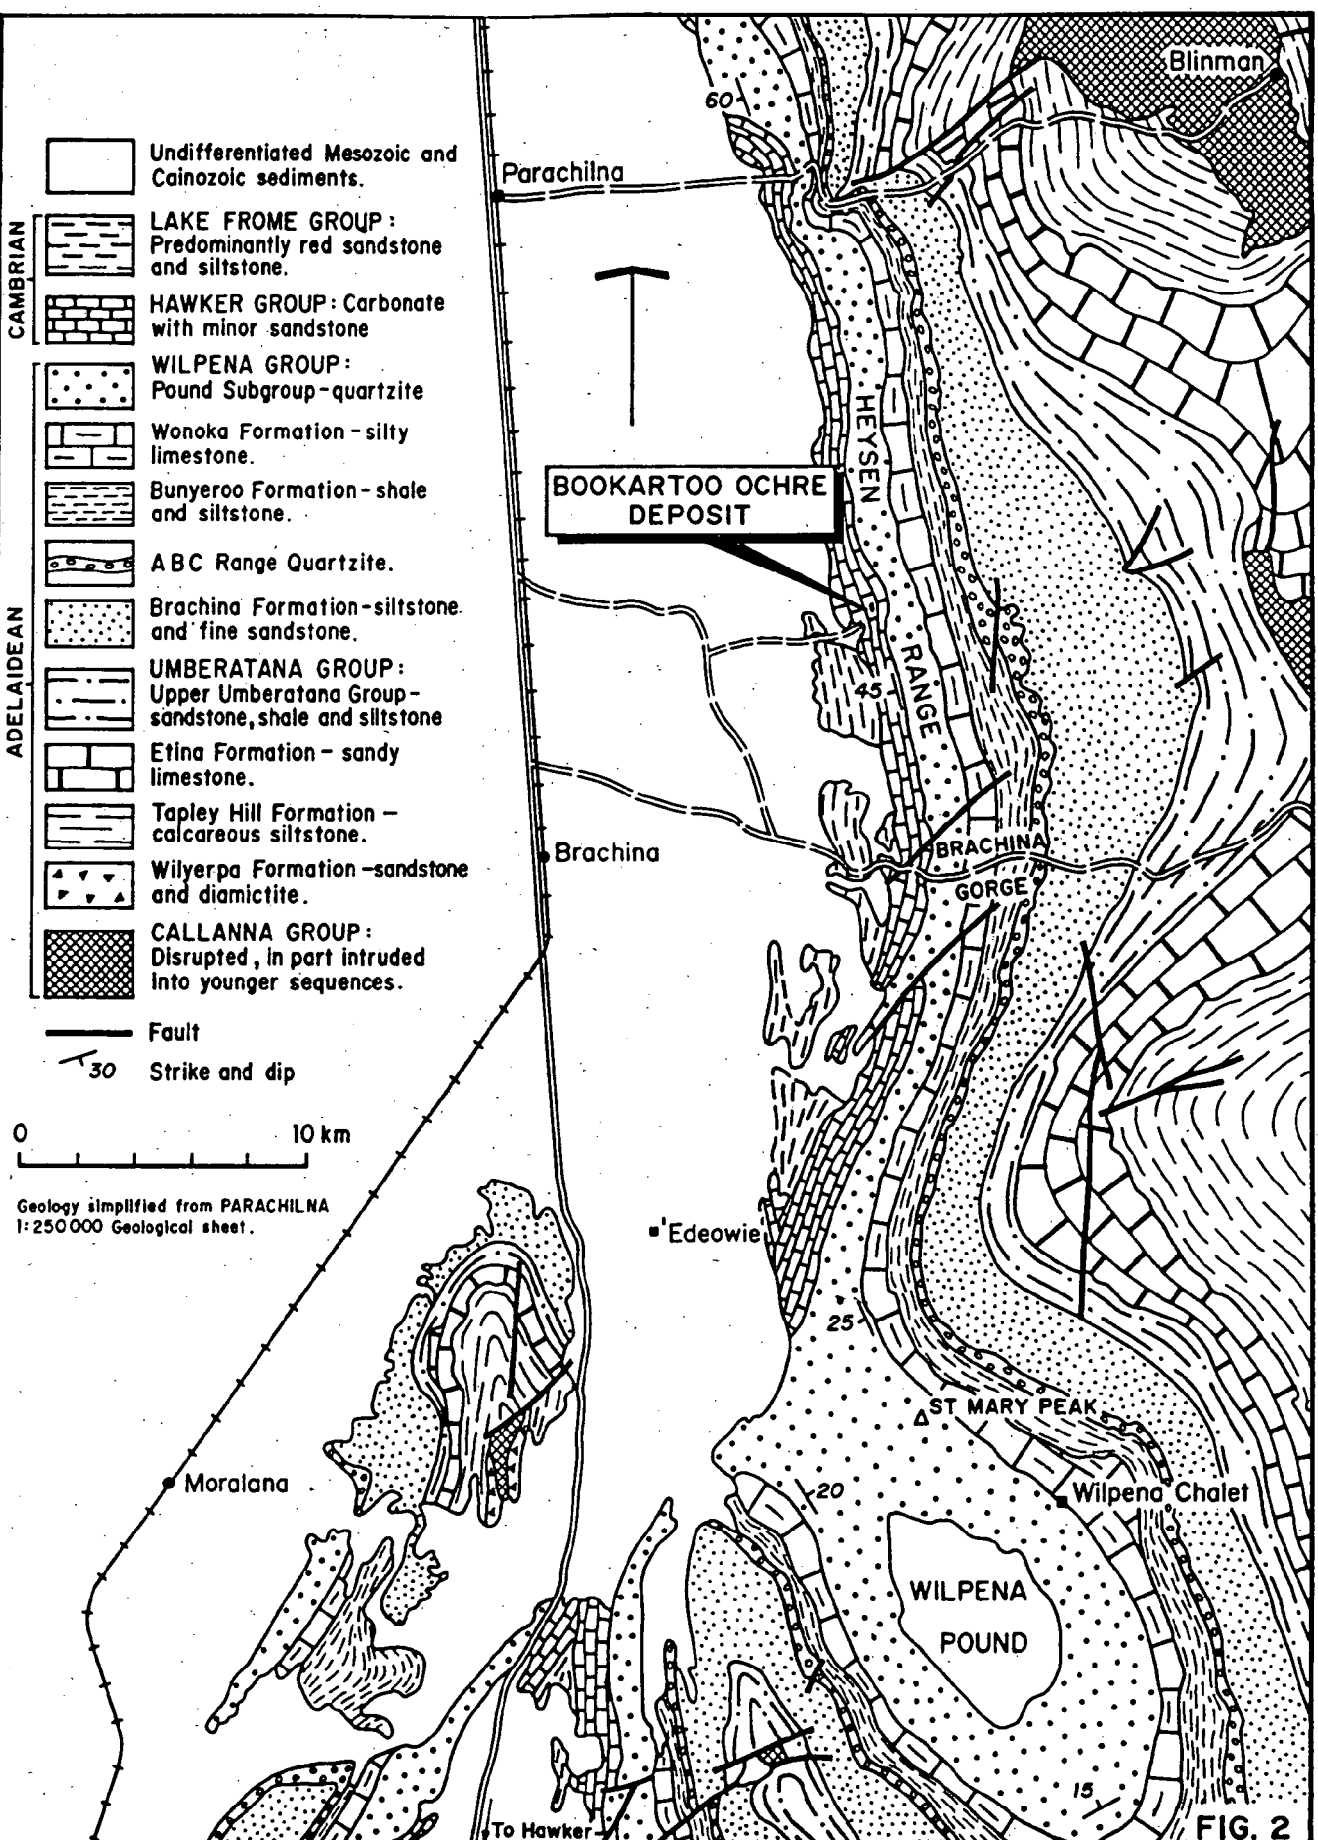 Blinman
60
Parachilna
Undifferentiated Mesozoic and
Cainozoic sediments.
CAMBRIAN
LAKE FROME GROUP:
Predominantly red sandstone
and siltstone.
HAWKER GROUP: Carbonate
with minor sandstone
ADELAIDEAN
WILPENA GROUP:
Pound Subgroup-quartzite
Wonoka Formation - silty
limestone.
Bunyeroo Formation - shale
and siltstone.
ABC Range Quartzite.
Brachina Formation-siltstone
and fine sandstone.
UMBERATANA GROUP:
Upper Umberatana Group-
sandstone, shale and siltstone
Etina Formation - sandy
limestone.
Tapley Hill Formation -
calcareous siltstone.
Wilyerpa Formation -sandstone
and diamictite.
CALLANNA GROUP:
Disrupted, in part intruded
into younger sequences.
Fault
30 Strike and dip
0 10 km
Geology simplified from PARACHILNA
1:250 000 Geological sheet.
HEYSEN
RANGE
BOOKARTOO OCHRE
DEPOSIT
45
Brachina
BRACHINA
GORGE
Edeowie
25
ST MARY PEAK
Moralana
20
Wilpena Chalet
WILPENA
POUND
15
To Hawker
FIG. 2